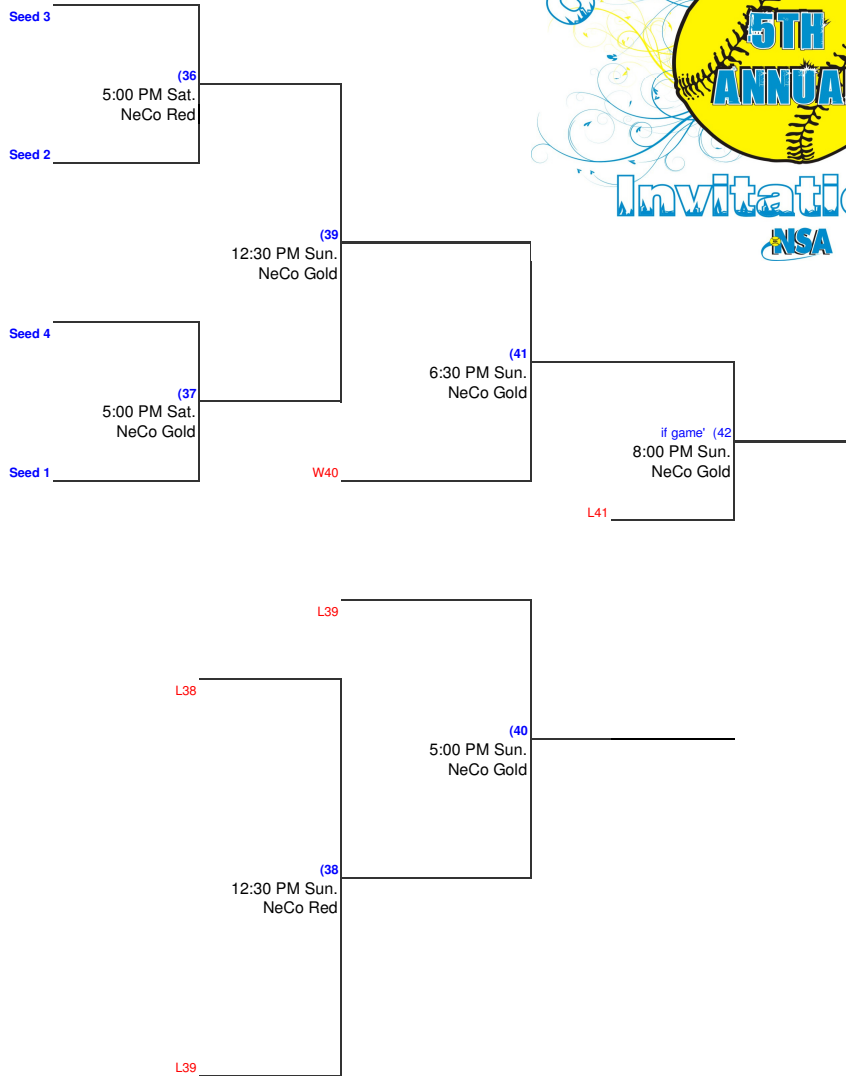 Seed 3
(36
5:00 PM Sat.
NeCo Red
Seed 2
5TH
ANNUA
Invitati
NSA
(39
12:30 PM Sun.
NeCo Gold
Seed 4
(37
5:00 PM Sat.
NeCo Gold
Seed 1
(41
6:30 PM Sun.
NeCo Gold
W40
if game' (42
8:00 PM Sun.
NeCo Gold
L41
L39
L38
(40
5:00 PM Sun.
NeCo Gold
(38
12:30 PM Sun.
NeCo Red
L39